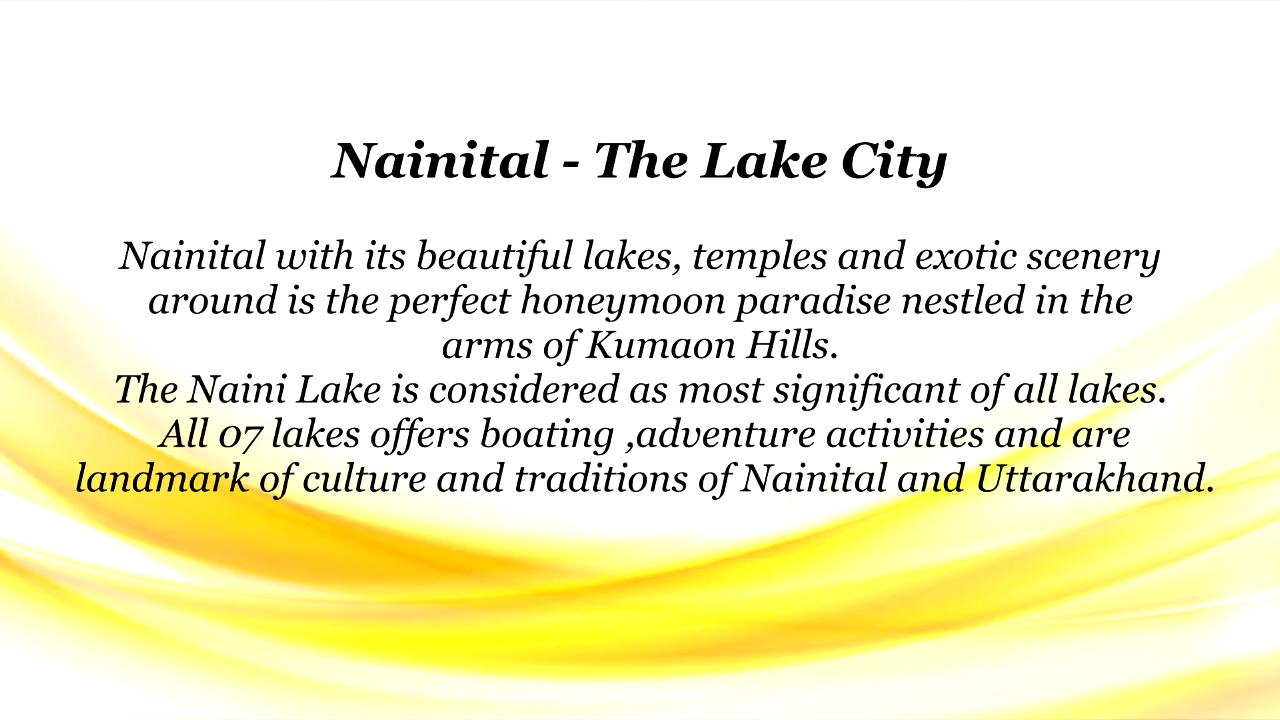 Nainital - The Lake City
Nainital with its beautiful lakes, temples and exotic scenery
around is the perfect honeymoon paradise nestled in the
arms of Kumaon Hills.
The Naini Lake is considered as most significant of all lakes.
All 07 lakes offers boating ,adventure activities and are
landmark of culture and traditions of Nainital and Uttarakhand.